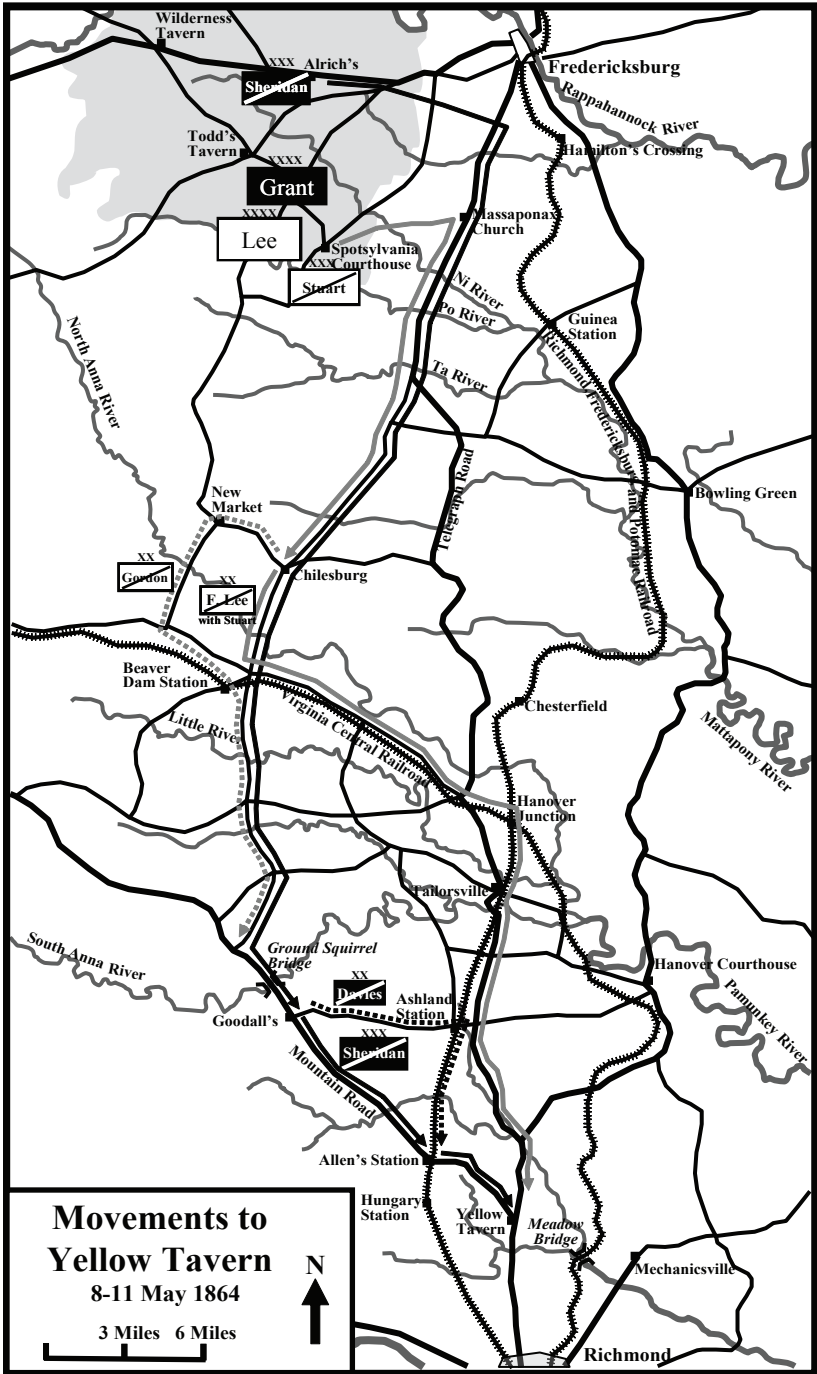 Wilderness
Tavern
XXX
Alrich's
Sheridan
Fredericksburg
Rappahannock River
Todd's
Tavern
Hamilton's Crossing
XXXX
Grant
XXXX
Lee
Massaponax
Church
Spotsylvania
Courthouse
XXX
Stuart
Ni River
Po River
Guinea
Station
North Anna River
Ta River
Richmond Fredericksburg and Potomac Railroad
Telegraph Road
New
Market
Bowling Green
XX
Gordon
XX
F. Lee
with Stuart
Chilesburg
Beaver
Dam Station
Little Rive
Virginia Central Railroad
Chesterfield
Mattapony River
Hanover
Junction
Tailorsville
South Anna River
Ground Squirrel
Bridge
Hanover Courthouse
XX
Davies
Ashland
Station
Pamunkey River
Goodall's
XXX
Sheridan
Mountain Road
Allen's Station
Hungary
Station
Yellow
Tavern
Meadow
Bridge
Mechanicsville
Richmond
Movements to
Yellow Tavern
8-11 May 1864
N
3 Miles 6 Miles